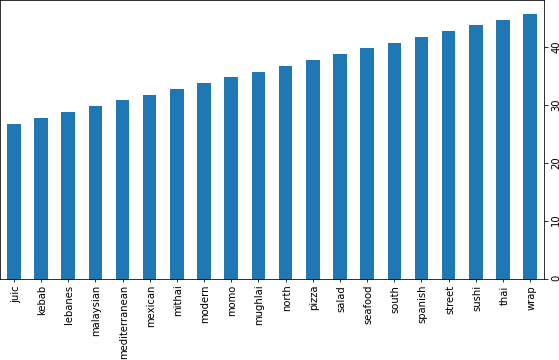 40
30
20
10
0
juic
kebab
lebanes
malaysian
mediterranean
mexican
mithai
modern
momo
mughlai
north
pizza
salad
seafood
south
spanish
street
sushi
thai
wrap